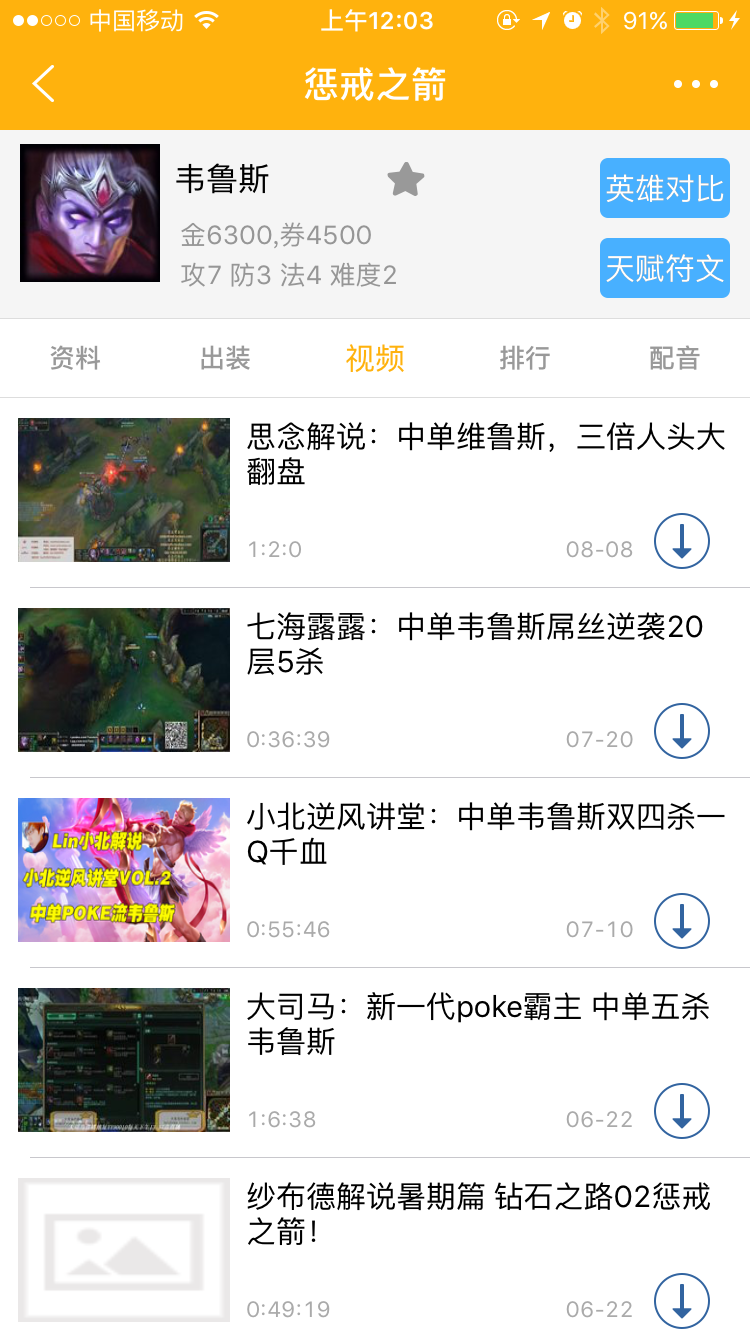 中国移动 上午12:03 91%
惩戒之箭
韦鲁斯
金6300,券4500
攻7 防3 法4 难度2
英雄对比
天赋符文
资料 出装 视频 排行 配音
思念解说：中单维鲁斯，三倍人头大
翻盘
1:2:0 08-08
七海露露：中单韦鲁斯屌丝逆袭20
层5杀
0:36:39 07-20
Lin小北解说
小北逆风讲堂VOL.2
中单POKE流韦鲁斯
小北逆风讲堂：中单韦鲁斯双四杀一
Q千血
0:55:46 07-10
大司马：新一代poke霸主 中单五杀
韦鲁斯
1:6:38 06-22
纱布德解说暑期篇 钻石之路02惩戒
之箭！
0:49:19 06-22